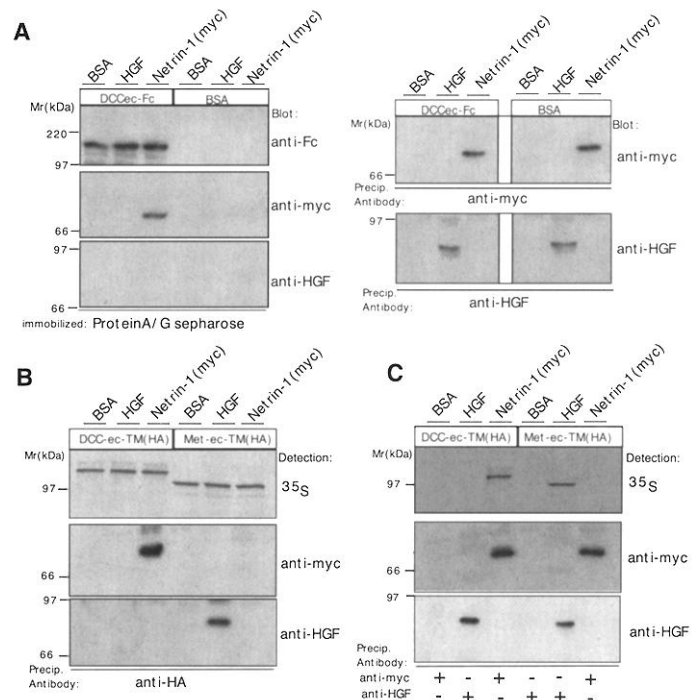 A
BSA HGF Netrin-1(myc) BSA HGF Netrin-1(myc)
Mr(kDa) DCCec-Fc BSA
Blot:
220
anti-Fc
97
anti-myc
66
97
anti-HGF
66
immobilized: ProteinA/G sepharose
BSA HGF Netrin-1(myc) BSA HGF Netrin-1(myc)
DCCec-Fc BSA
Mr(kDa) Blot:
anti-myc
66
Precip.
Antibody: anti-myc
97
anti-HGF
Precip.
Antibody: anti-HGF
B
BSA HGF Netrin-1(myc) BSA HGF Netrin-1(myc)
DCC-ec-TM(HA) Met-ec-TM(HA)
Mr(kDa) Detection:
97 35S
anti-myc
66
97
anti-HGF
66
Precip.
Antibody: anti-HA
C
BSA HGF Netrin-1(myc) BSA HGF Netrin-1(myc)
DCC-ec-TM(HA) Met-ec-TM(HA)
Mr(kDa) Detection:
97 35S
anti-myc
66
97
anti-HGF
Precip.
Antibody:
anti-myc + - + - - +
anti-HGF - + - + + -